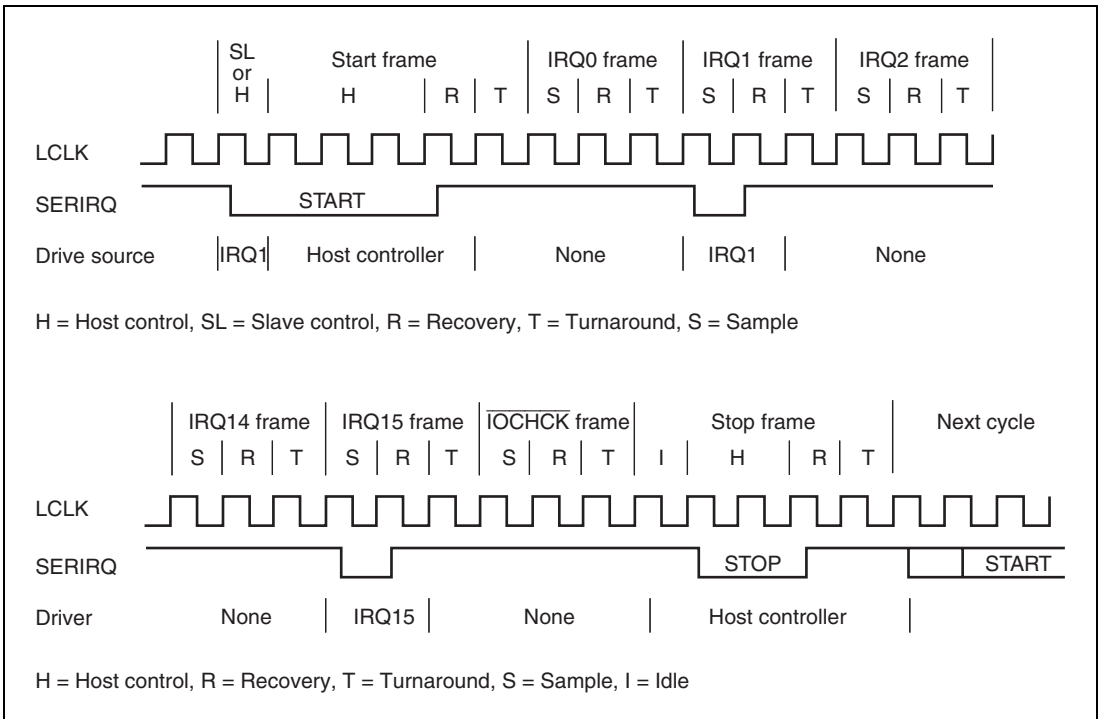 SL
or
H
Start frame
IRQ0 frame
IRQ1 frame
IRQ2 frame
H R T S R T S R T S R T
LCLK
SERIRQ START
Drive source IRQ1 Host controller None IRQ1 None
H = Host control, SL = Slave control, R = Recovery, T = Turnaround, S = Sample
IRQ14 frame IRQ15 frame IOCHCK frame Stop frame Next cycle
S R T S R T S R T I H R T
LCLK
SERIRQ STOP START
Driver None IRQ15 None Host controller
H = Host control, R = Recovery, T = Turnaround, S = Sample, I = Idle